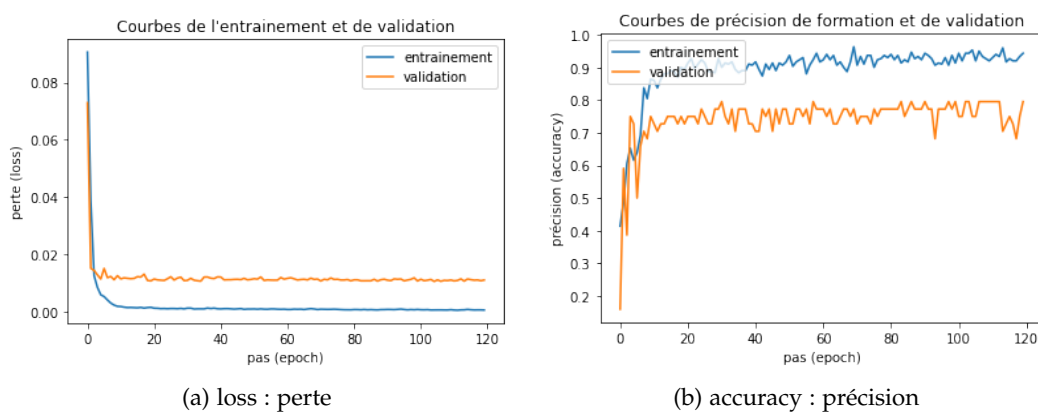 Courbes de l'entrainement et de validation
entrainement
validation
0.08
0.06
0.04
0.02
0.00
perte (loss)
0
20
40
60
80
100
120
pas (epoch)
(a) loss : perte
Courbes de précision de formation et de validation
entrainement
validation
1.0
0.9
0.8
0.7
0.6
0.5
0.4
0.3
0.2
précision (accuracy)
0
20
40
60
80
100
120
pas (epoch)
(b) accuracy : précision